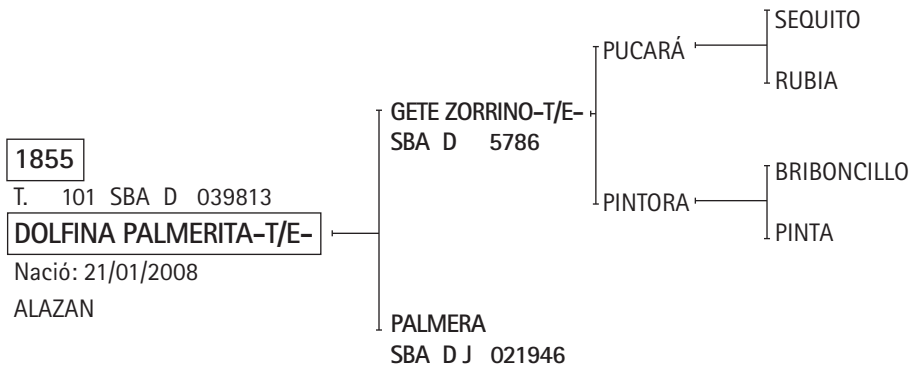 1855
T. 101 SBA D 039813
DOLFINA PALMERITA-T/E-
Nació: 21/01/2008
ALAZAN
GETE ZORRINO-T/E-
SBA D 5786
PALMERA
SBA D J 021946
PUCARÁ
PINTORA
SEQUITO
RUBIA
BRIBONCILLO
PINTA